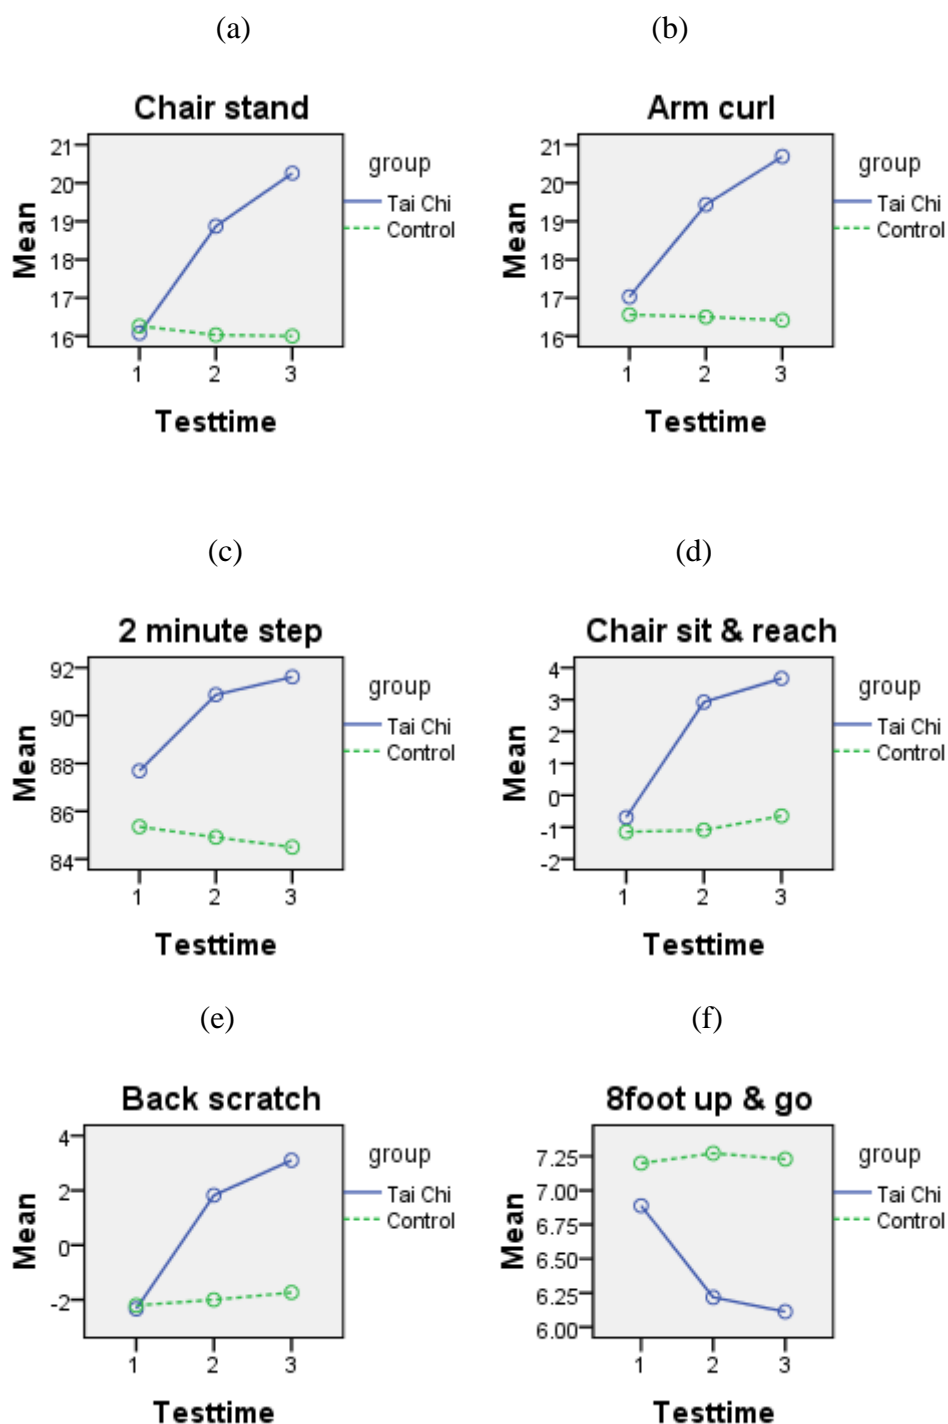 (a)
Chair stand
Mean
21
20
19
18
17
16
1 2 3
Testtime
group
Tai Chi
Control
(b)
Arm curl
Mean
21
20
19
18
17
16
1 2 3
Testtime
group
Tai Chi
Control
(c)
2 minute step
Mean
92
90
88
86
84
1 2 3
Testtime
group
Tai Chi
Control
(d)
Chair sit & reach
Mean
4
3
2
1
0
-1
-2
1 2 3
Testtime
group
Tai Chi
Control
(e)
Back scratch
Mean
4
2
0
-2
1 2 3
Testtime
group
Tai Chi
Control
(f)
8foot up & go
Mean
7.25
7.00
6.75
6.50
6.25
6.00
1 2 3
Testtime
group
Tai Chi
Control